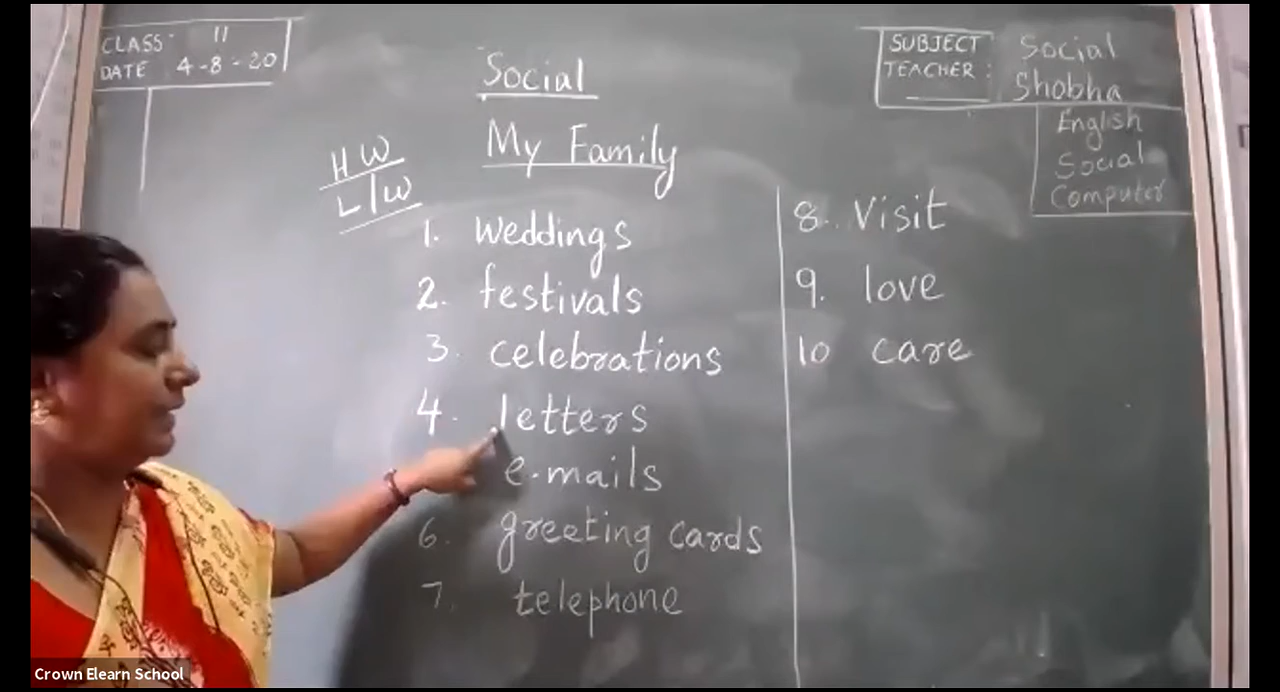 CLASS: II
DATE 4-8-20
SUBJECT Social
TEACHER: Shobha
English
Social
Computer
Social
My Family
H W
L/W
1. weddings
2. festivals
3. celebrations
4. letters
e-mails
6. greeting cards
7. telephone
8. Visit
9. love
10 care
Crown Elearn School